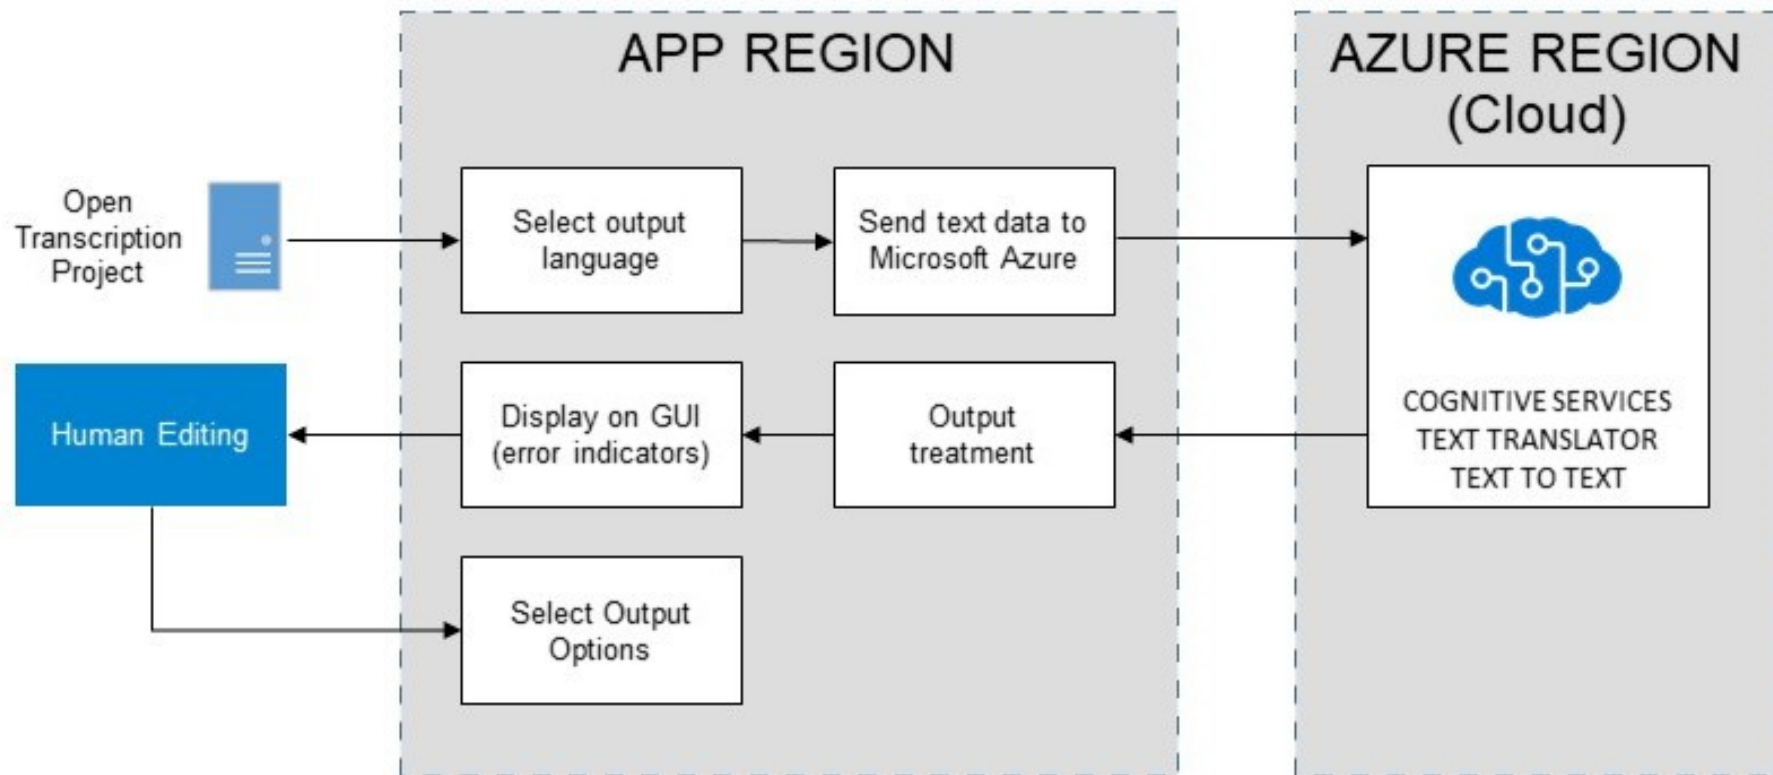 APP REGION
AZURE REGION
(Cloud)
Open
Transcription
Project
Select output
language
Send text data to
Microsoft Azure
COGNITIVE SERVICES
TEXT TRANSLATOR
TEXT TO TEXT
Human Editing
Display on GUI
(error indicators)
Output
treatment
Select Output
Options